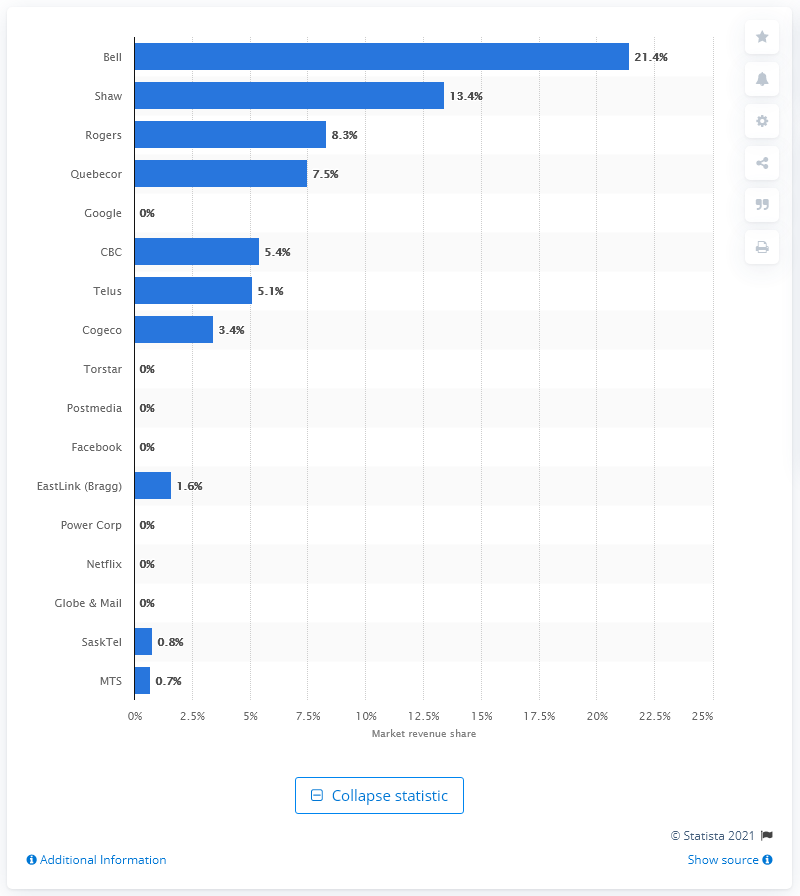 Bell 21.4%
Shaw 13.4%
Rogers 8.3%
Quebecor 7.5%
Google 0%
CBC 5.4%
Telus 5.1%
Cogeco 3.4%
Torstar 0%
Postmedia 0%
Facebook 0%
EastLink (Bragg) 1.6%
Power Corp 0%
Netflix 0%
Globe & Mail 0%
SaskTel 0.8%
MTS 0.7%
0% 2.5% 5% 7.5% 10% 12.5% 15% 17.5% 20% 22.5% 25%
Market revenue share
Collapse statistic
© Statista 2021
Additional Information Show source